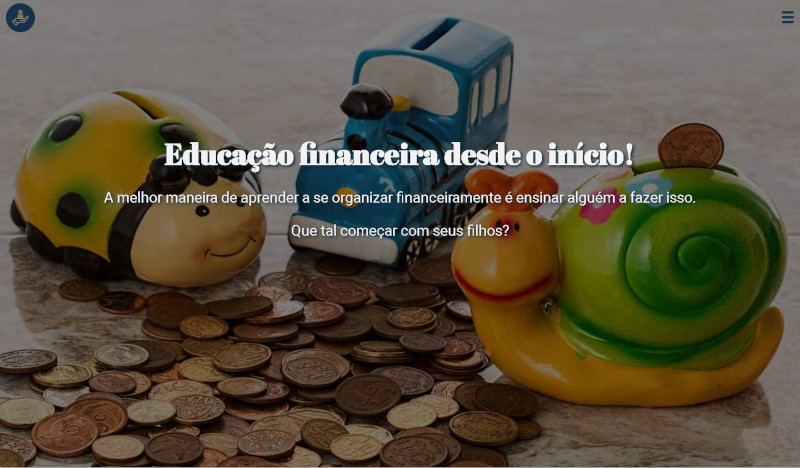 Educação financeira desde o início!
A melhor maneira de aprender a se organizar financeiramente é ensinar alguém a fazer isso.
Que tal começar com seus filhos?